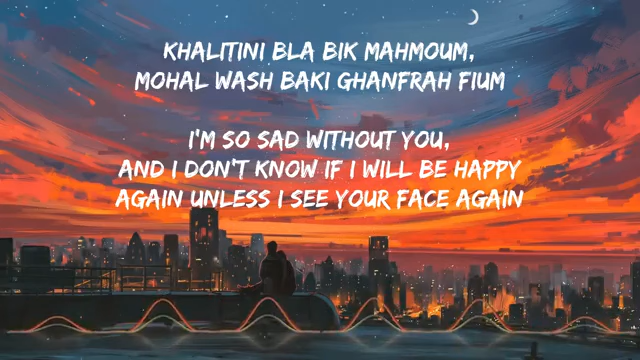 KHALITINI BLA BIK MAHMOUM,
MOHAL WASH BAKI GHANFRAH FIUM
I'M SO SAD WITHOUT YOU,
AND I DON'T KNOW IF I WILL BE HAPPY
AGAIN UNLESS I SEE YOUR FACE AGAIN